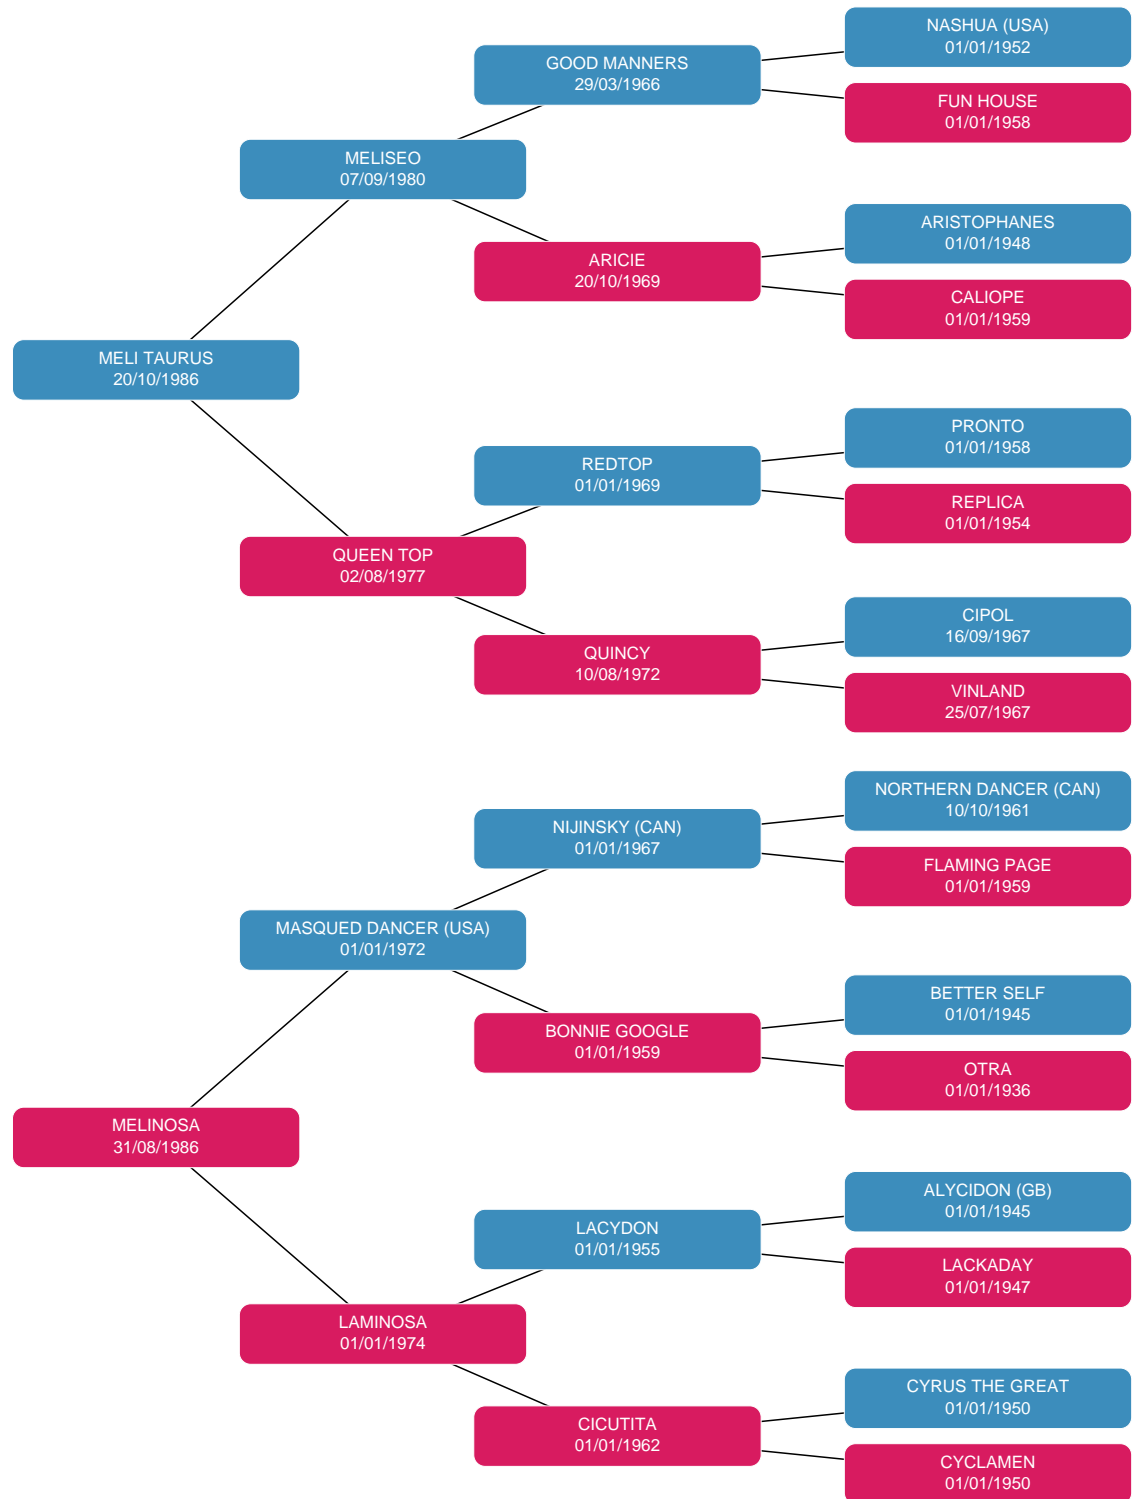 NASHUA (USA)
01/01/1952
GOOD MANNERS
29/03/1966
FUN HOUSE
01/01/1958
MELISEO
07/09/1980
ARISTOPHANES
01/01/1948
ARICIE
20/10/1969
CALIOPE
01/01/1959
MELI TAURUS
20/10/1986
PRONTO
01/01/1958
REDTOP
01/01/1969
REPLICA
01/01/1954
QUEEN TOP
02/08/1977
CIPOL
16/09/1967
QUINCY
10/08/1972
VINLAND
25/07/1967
NORTHERN DANCER (CAN)
10/10/1961
NIJINSKY (CAN)
01/01/1967
FLAMING PAGE
01/01/1959
MASQUED DANCER (USA)
01/01/1972
BETTER SELF
01/01/1945
BONNIE GOOGLE
01/01/1959
OTRA
01/01/1936
MELINOSA
31/08/1986
ALYCIDON (GB)
01/01/1945
LACYDON
01/01/1955
LACKADAY
01/01/1947
LAMINOSA
01/01/1974
CYRUS THE GREAT
01/01/1950
CICUTITA
01/01/1962
CYCLAMEN
01/01/1950